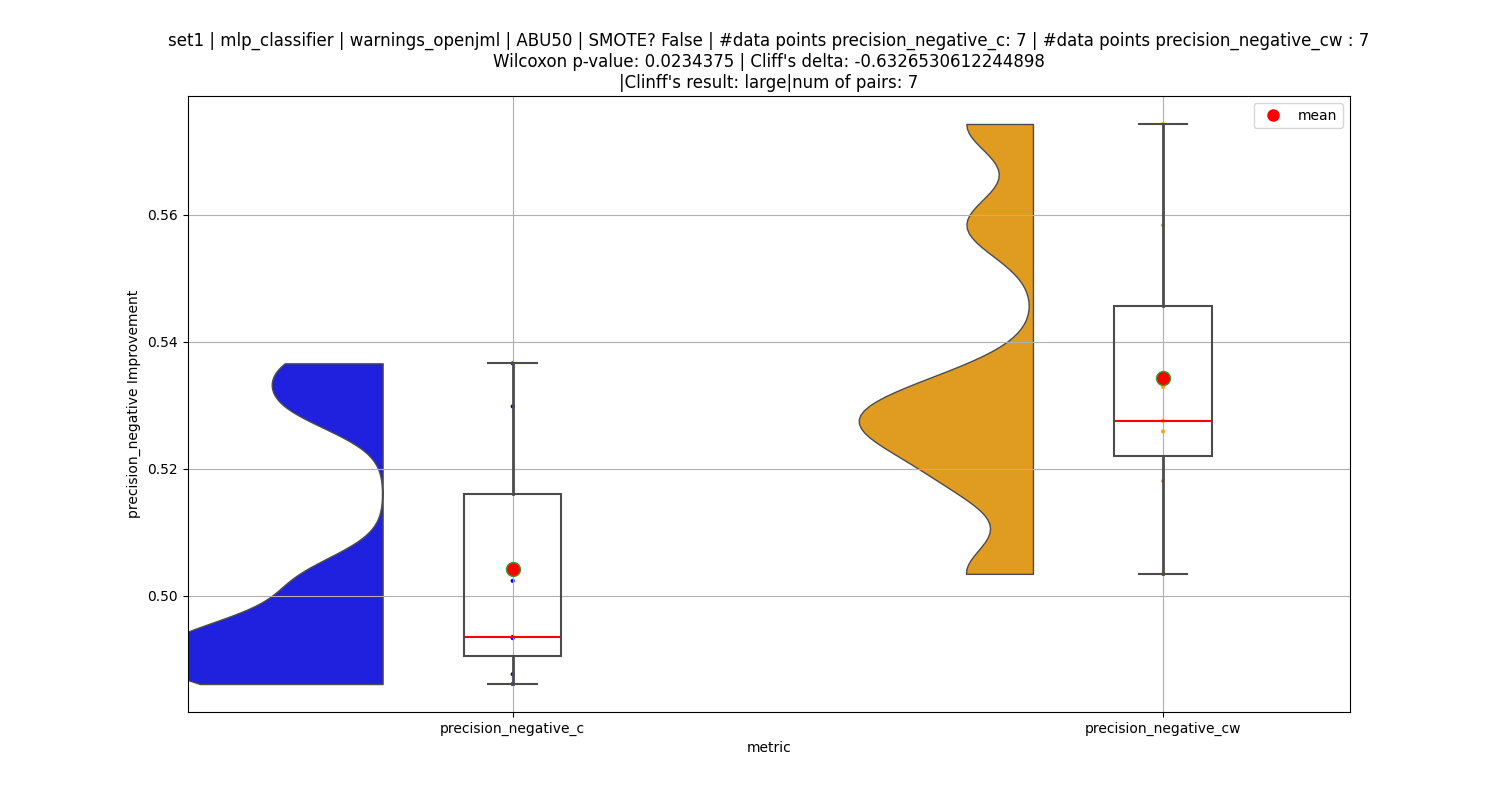 set1 | mlp_classifier | warnings_openjml | ABU50 | SMOTE? False | #data points precision_negative_c: 7 | #data points precision_negative_cw : 7
Wilcoxon p-value: 0.0234375 | Cliff's delta: -0.6326530612244898
|Clinff's result: large|num of pairs: 7
mean
0.56
0.54
0.52
0.50
precision_negative Improvement
precision_negative_c
precision_negative_cw
metric